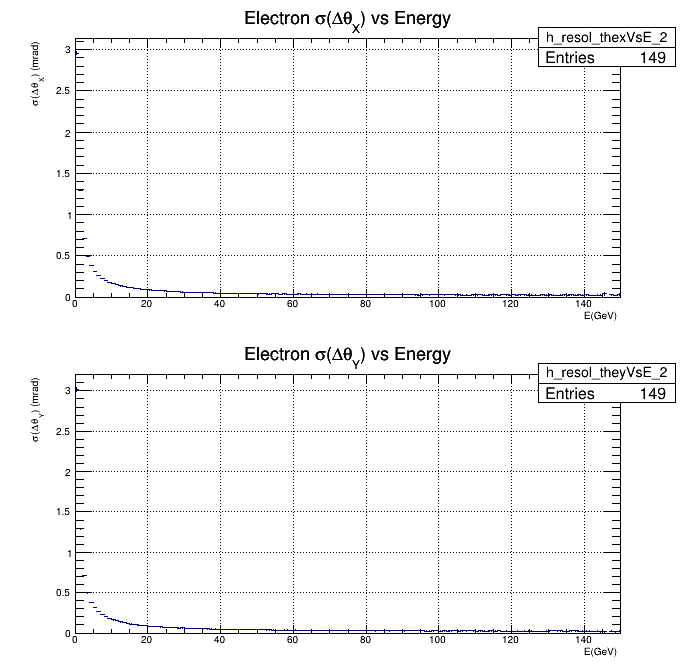 Electron σ(Δθ_X) vs Energy
h_resol_thexVsE_2
Entries 149
σ(Δθ_X) (mrad)
3
2.5
2
1.5
1
0.5
0
0 20 40 60 80 100 120 140
E(GeV)
Electron σ(Δθ_Y) vs Energy
h_resol_theyVsE_2
Entries 149
σ(Δθ_Y) (mrad)
3
2.5
2
1.5
1
0.5
0
0 20 40 60 80 100 120 140
E(GeV)